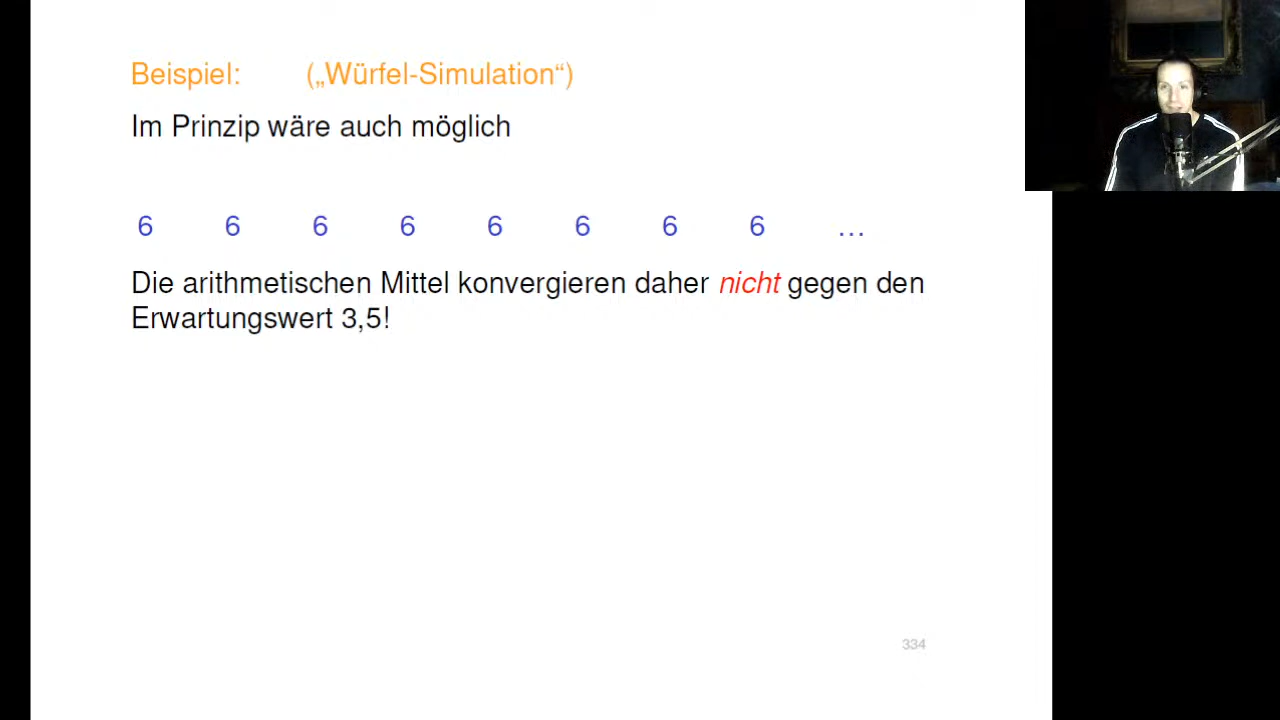 Beispiel: („Würfel-Simulation“)
Im Prinzip wäre auch möglich
6 6 6 6 6 6 6 6 …
Die arithmetischen Mittel konvergieren daher nicht gegen den
Erwartungswert 3,5!
334